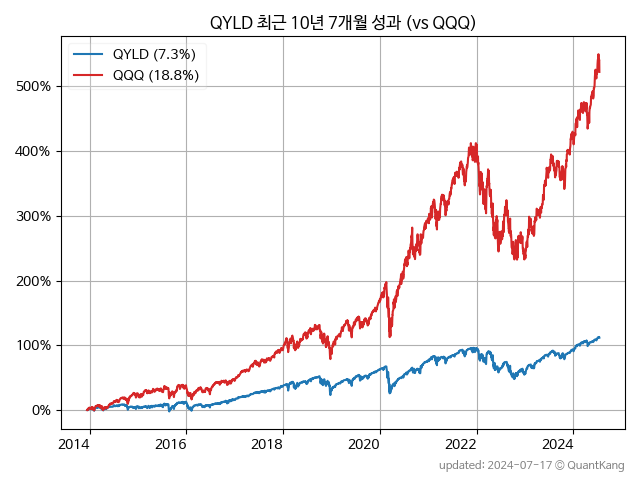 QYLD 최근 10년 7개월 성과 (vs QQQ)
QYLD (7.3%)
QQQ (18.8%)
500%
400%
300%
200%
100%
0%
2014 2016 2018 2020 2022 2024
updated: 2024-07-17 © QuantKang